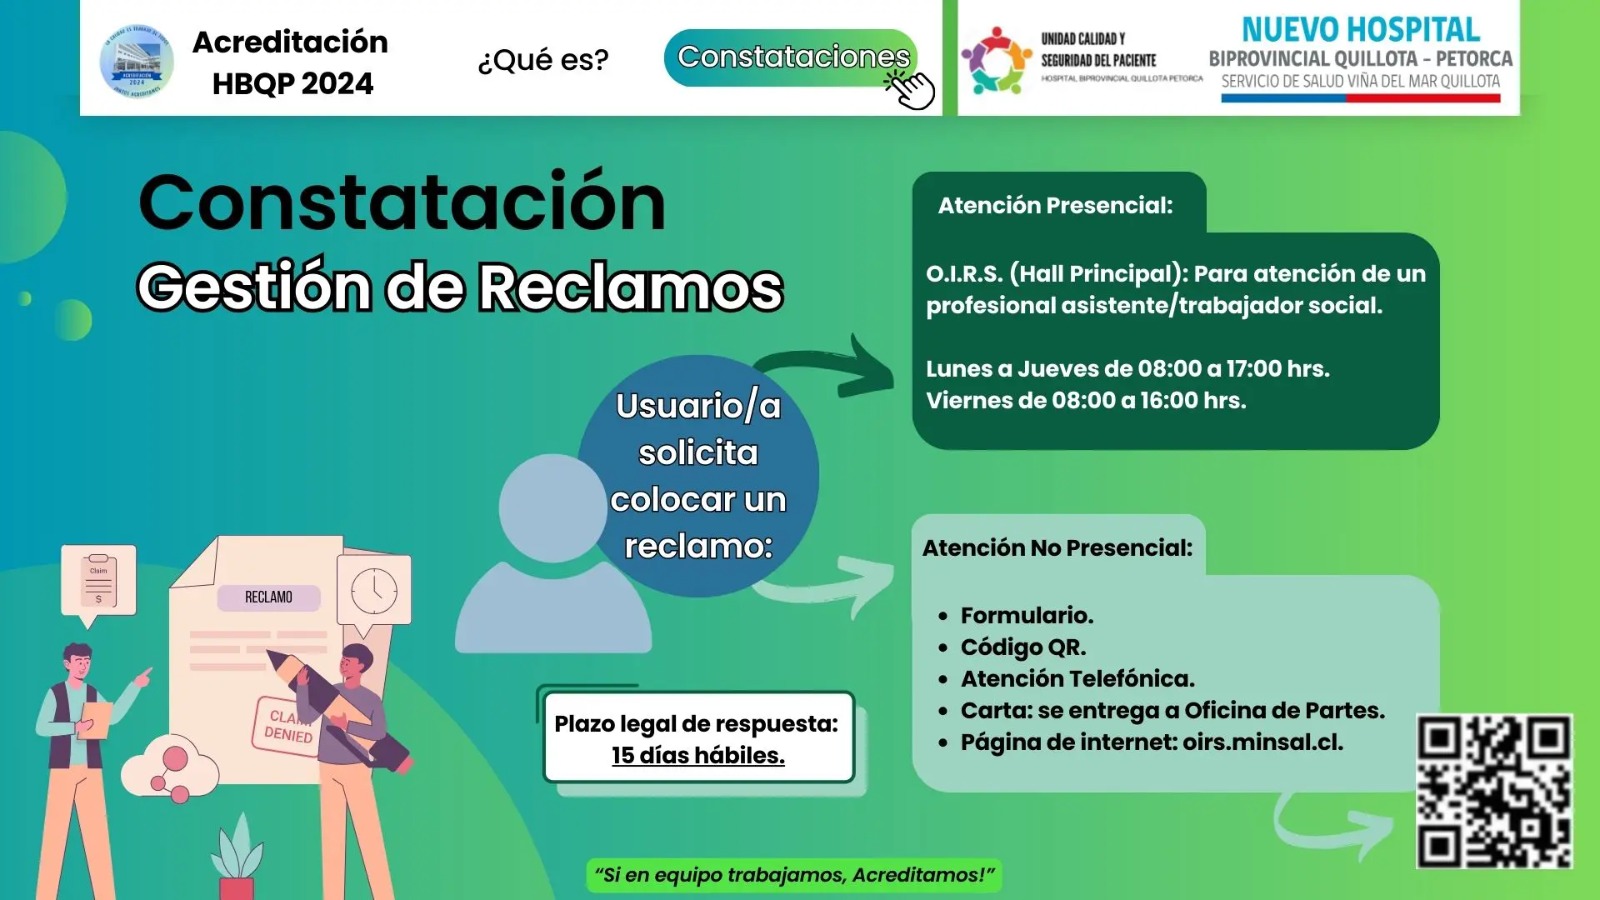 Acreditación
HBQP 2024
¿Qué es?
Constataciones
UNIDAD CALIDAD Y
SEGURIDAD DEL PACIENTE
HOSPITAL BIPROVINCIAL QUILLOTA PETORCA
NUEVO HOSPITAL
BIPROVINCIAL QUILLOTA - PETORCA
SERVICIO DE SALUD VIÑA DEL MAR QUILLOTA
Constatación
Gestión de Reclamos
Atención Presencial:
O.I.R.S. (Hall Principal): Para atención de un
profesional asistente/trabajador social.
Lunes a Jueves de 08:00 a 17:00 hrs.
Viernes de 08:00 a 16:00 hrs.
Usuario/a
solicita
colocar un
reclamo:
Atención No Presencial:
• Formulario.
• Código QR.
• Atención Telefónica.
• Carta: se entrega a Oficina de Partes.
• Página de internet: oirs.minsal.cl.
Claim
$
RECLAMO
DENIED
Plazo legal de respuesta:
15 días hábiles.
“Si en equipo trabajamos, Acreditamos!”